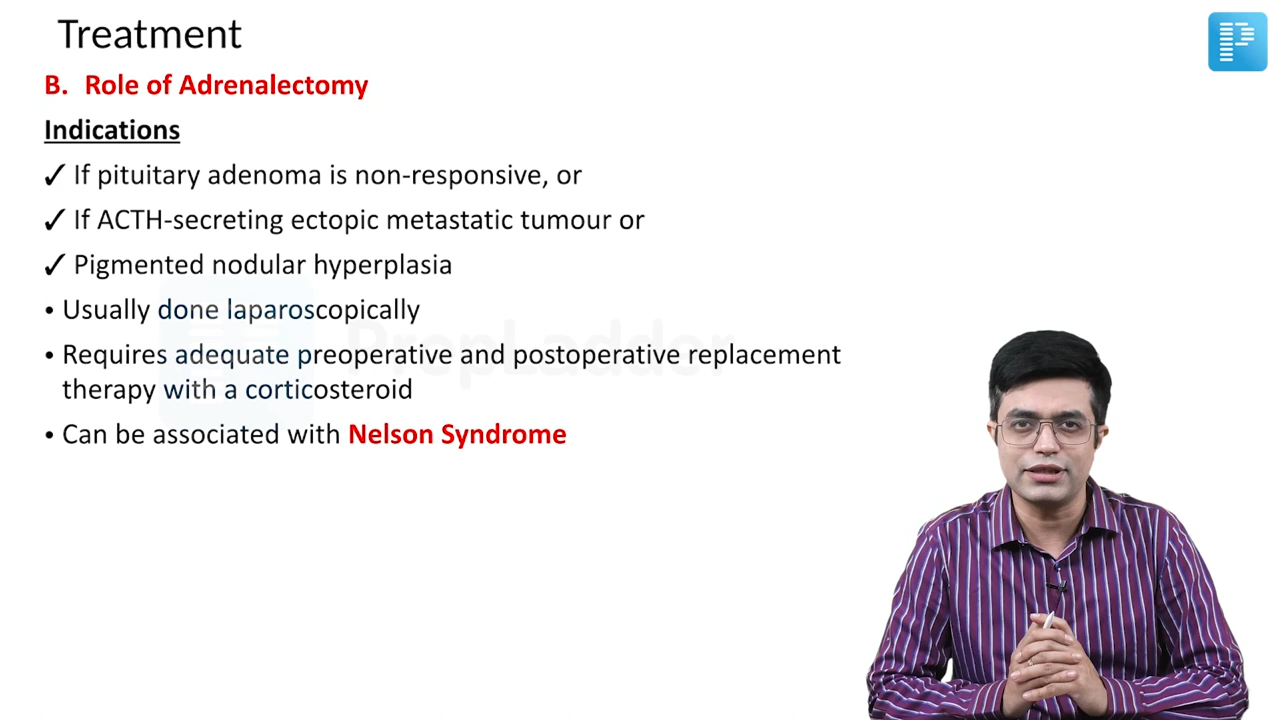 Treatment
B. Role of Adrenalectomy
Indications
✓ If pituitary adenoma is non-responsive, or
✓ If ACTH-secreting ectopic metastatic tumour or
✓ Pigmented nodular hyperplasia
• Usually done laparoscopically
• Requires adequate preoperative and postoperative replacement
therapy with a corticosteroid
• Can be associated with Nelson Syndrome
PrepLadder